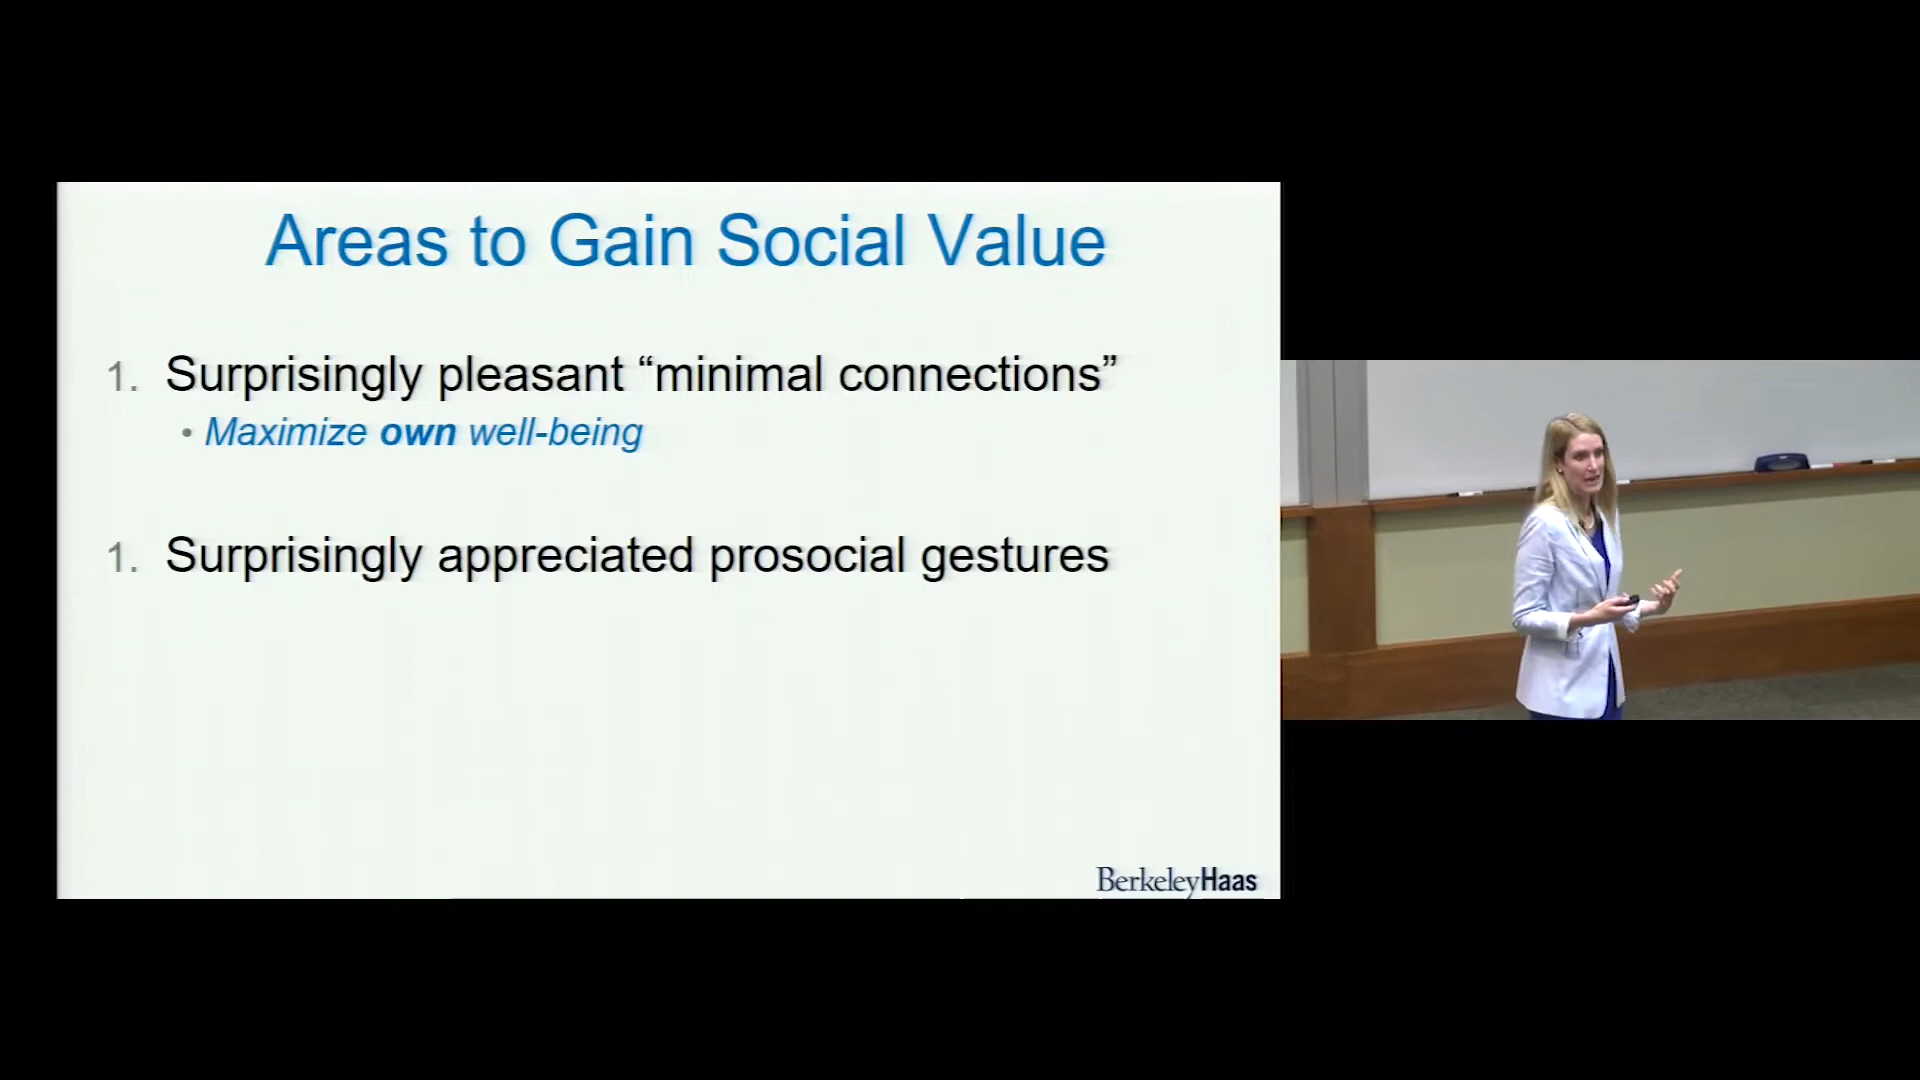 Areas to Gain Social Value
1. Surprisingly pleasant “minimal connections”
• Maximize own well-being
1. Surprisingly appreciated prosocial gestures
BerkeleyHaas